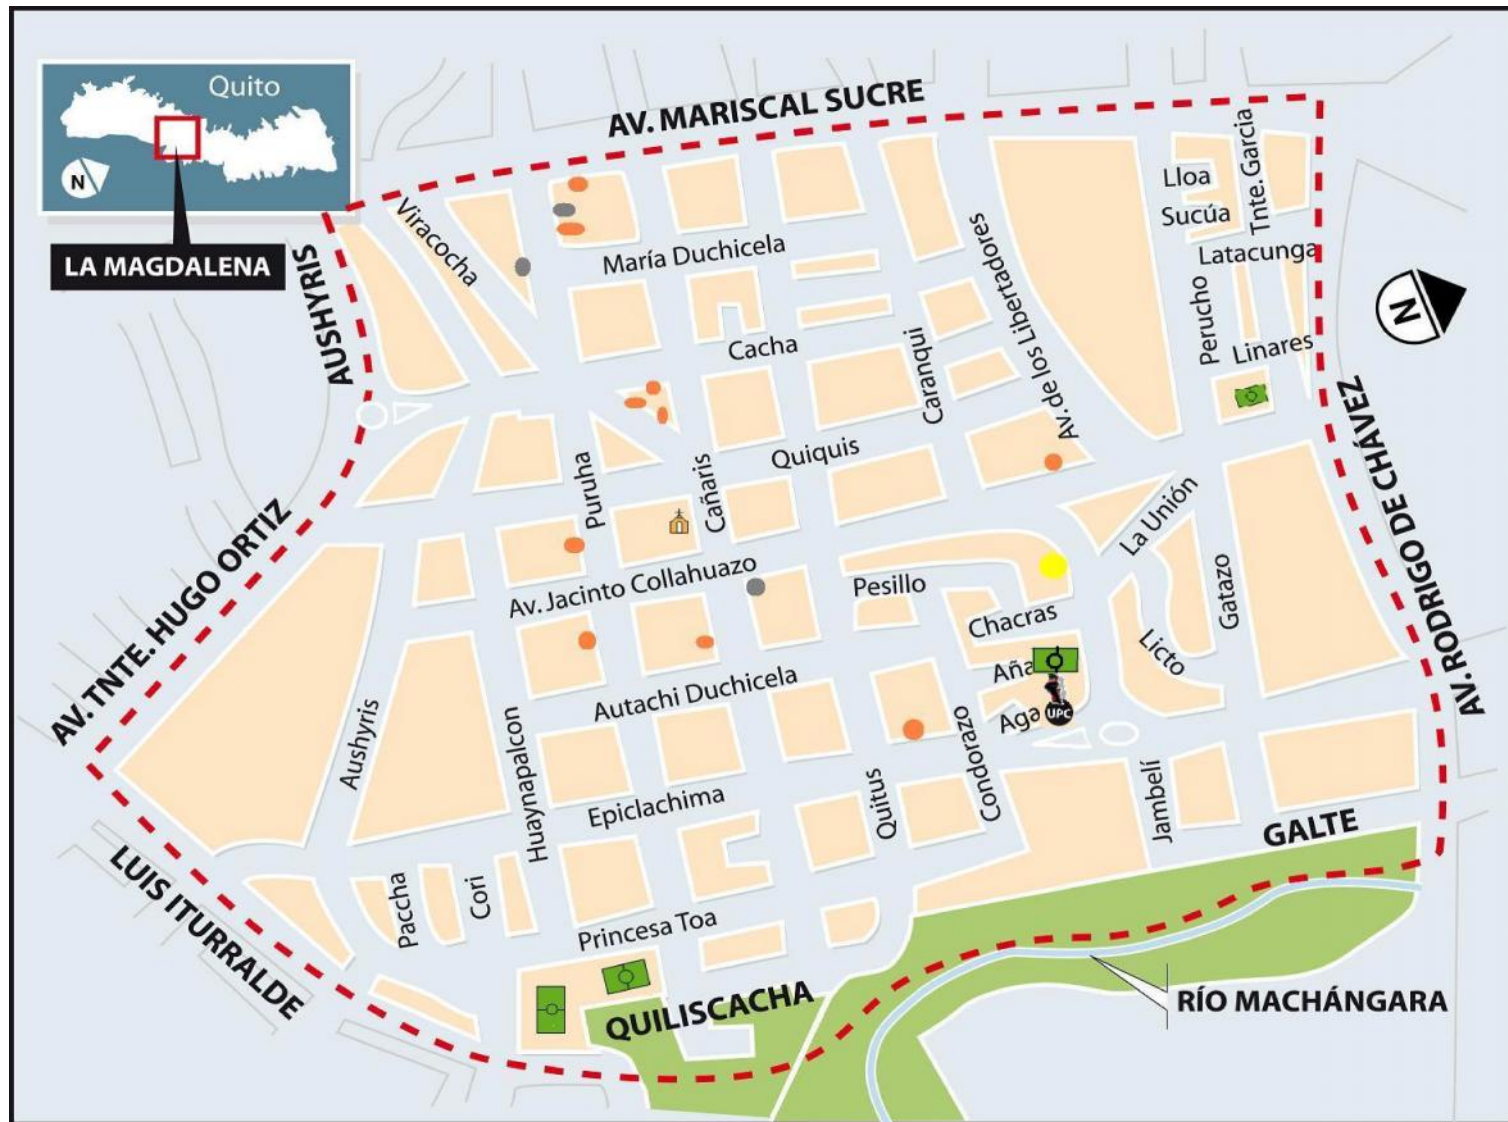 Quito
N
LA MAGDALENA
AV. MARISCAL SUCRE
AUSHYRIS
Viracocha
María Duchicela
Cacha
Caranqui
Av. de los Libertadores
Lloa
Sucúa
Tnte. Garcia
Latacunga
Perucho
Linares
N
AV. RODRIGO DE CHÁVEZ
AV. TNTE. HUGO ORTIZ
Puruha
Cañaris
Quiquis
La Unión
Av. Jacinto Collahuazo
Pesillo
Chacras
Gatazo
Licto
Autachi Duchicela
Aña
Aga
UPC
Aushyris
Huaynapalcon
Epiclachima
Quitus
Condorazo
Jambelí
GALTE
LUIS ITURRALDE
Paccha
Cori
Princesa Toa
QUILISCACHA
RÍO MACHÁNGARA